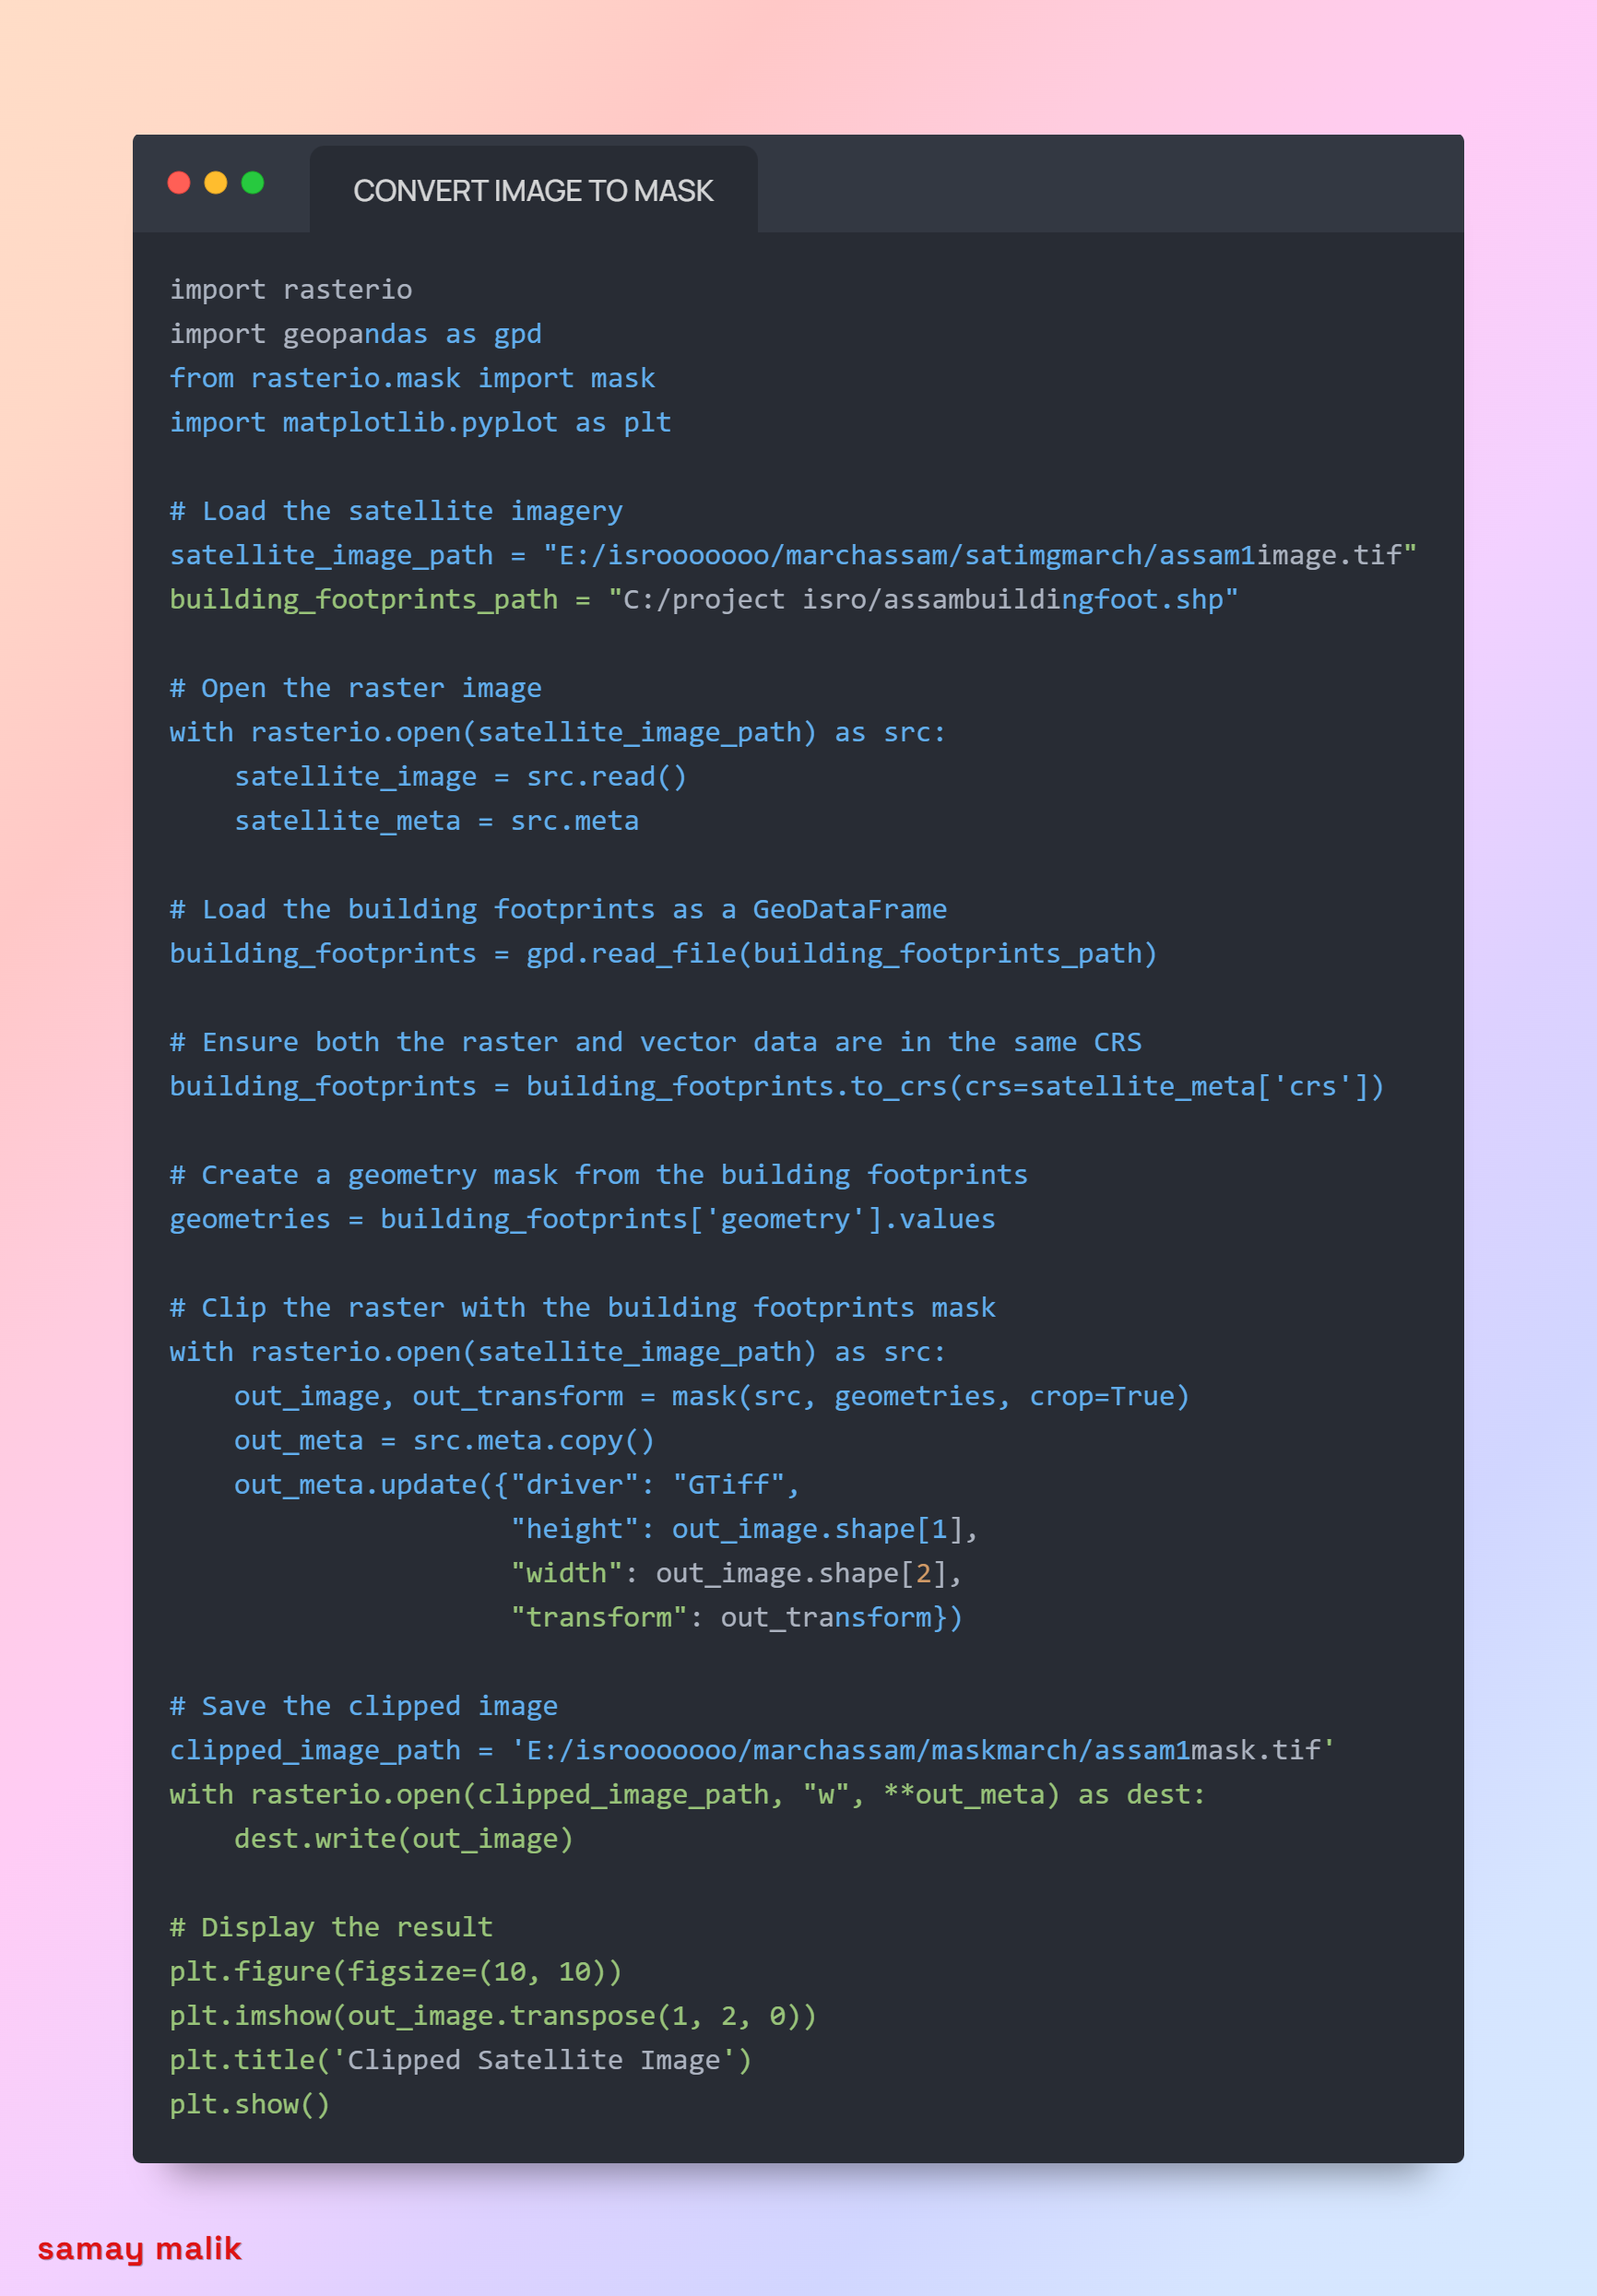 CONVERT IMAGE TO MASK
import rasterio
import geopandas as gpd
from rasterio.mask import mask
import matplotlib.pyplot as plt
# Load the satellite imagery
satellite_image_path = "E:/isrooooooo/marchassam/satimgmarch/assam1image.tif"
building_footprints_path = "C:/project isro/assambuildingfoot.shp"
# Open the raster image
with rasterio.open(satellite_image_path) as src:
    satellite_image = src.read()
    satellite_meta = src.meta
# Load the building footprints as a GeoDataFrame
building_footprints = gpd.read_file(building_footprints_path)
# Ensure both the raster and vector data are in the same CRS
building_footprints = building_footprints.to_crs(crs=satellite_meta['crs'])
# Create a geometry mask from the building footprints
geometries = building_footprints['geometry'].values
# Clip the raster with the building footprints mask
with rasterio.open(satellite_image_path) as src:
    out_image, out_transform = mask(src, geometries, crop=True)
    out_meta = src.meta.copy()
    out_meta.update({"driver": "GTiff",
                     "height": out_image.shape[1],
                     "width": out_image.shape[2],
                     "transform": out_transform})
# Save the clipped image
clipped_image_path = 'E:/isrooooooo/marchassam/maskmarch/assam1mask.tif'
with rasterio.open(clipped_image_path, "w", **out_meta) as dest:
    dest.write(out_image)
# Display the result
plt.figure(figsize=(10, 10))
plt.imshow(out_image.transpose(1, 2, 0))
plt.title('Clipped Satellite Image')
plt.show()
samay malik